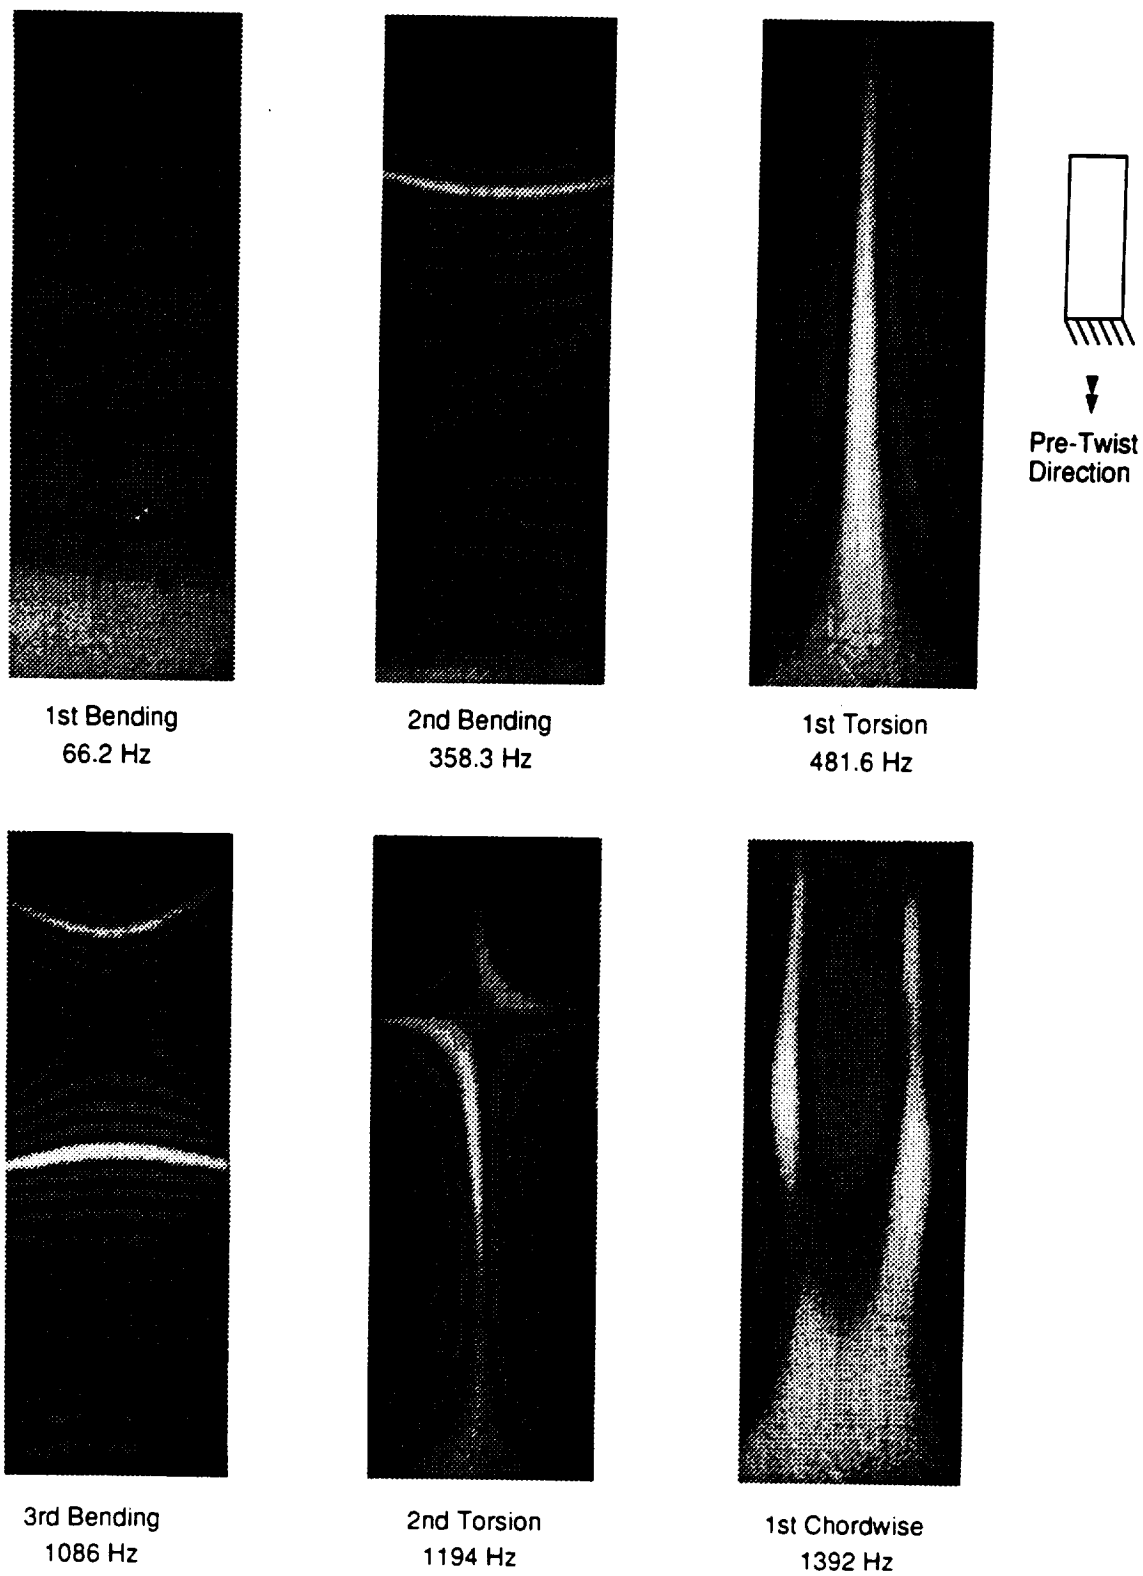 Pre-Twist
Direction
1st Bending
66.2 Hz
2nd Bending
358.3 Hz
1st Torsion
481.6 Hz
3rd Bending
1086 Hz
2nd Torsion
1194 Hz
1st Chordwise
1392 Hz